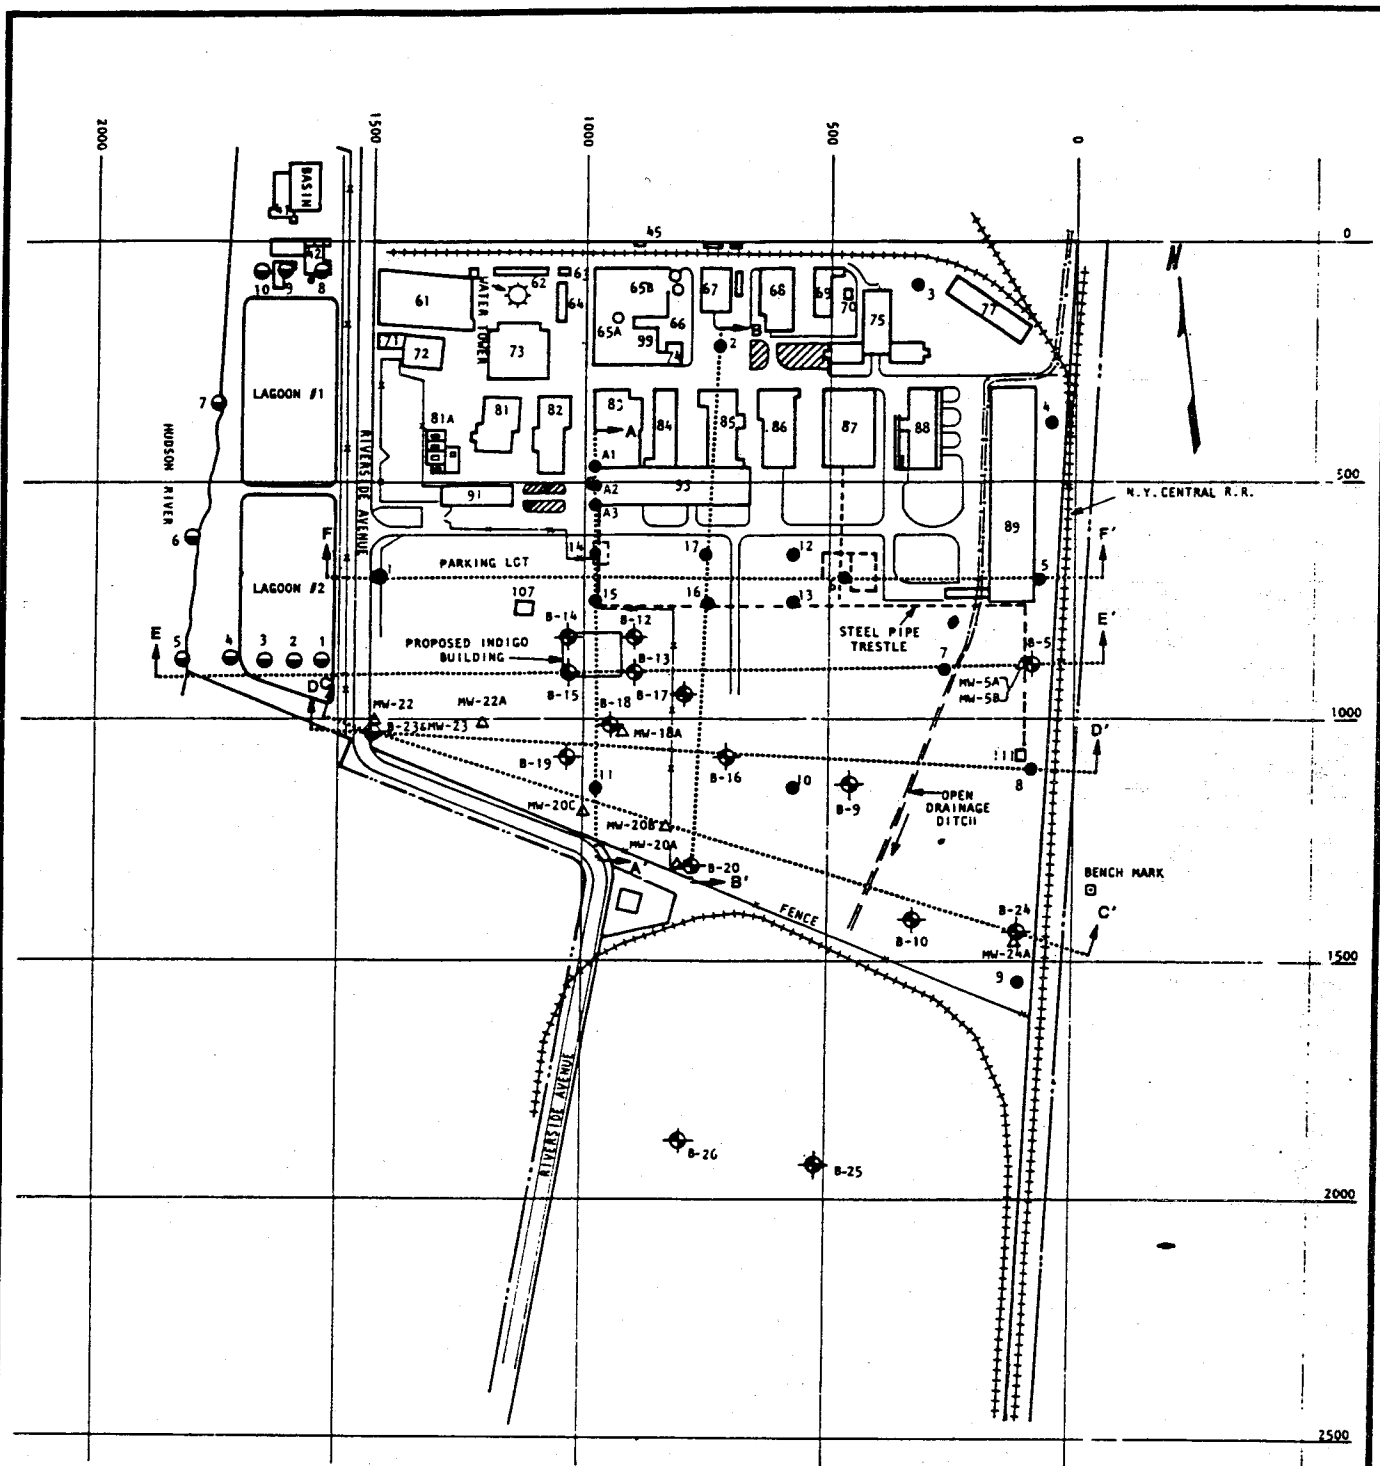 2000
1500
1000
500
0
BASIN
41
42
45
0
10
9
8
61
WATER TOWER
62
63
64
65B
65A
66
99
74
67
68
69
70
75
77
3
B
2
71
72
73
LAGOON #1
7
HUDSON RIVER
RIVERSIDE AVENUE
81A
81
82
83
A
84
85
86
87
88
4
A1
A2
A3
93
91
500
N.Y. CENTRAL R.R.
89
6
F
F'
PARKING LOT
14
17
12
1
6
5
LAGOON #2
107
15
16
13
STEEL PIPE
TRESTLE
E'
B-14
B-12
PROPOSED INDIGO
BUILDING
B-13
B-15
B-17
B-5
7
MW-5A
MW-5B
E
5
4
3
2
1
D
C
MW-22
MW-22A
B-18
B-23&MW-23
MW-18A
1000
D'
B-19
B-16
111
8
11
10
B-9
OPEN
DRAINAGE
DITCH
MW-20C
MW-20B
MW-20A
A'
B-20
B'
BENCH MARK
C'
FENCE
B-24
B-10
MW-24A
9
1500
RIVERSIDE AVENUE
B-26
B-25
2000
2500